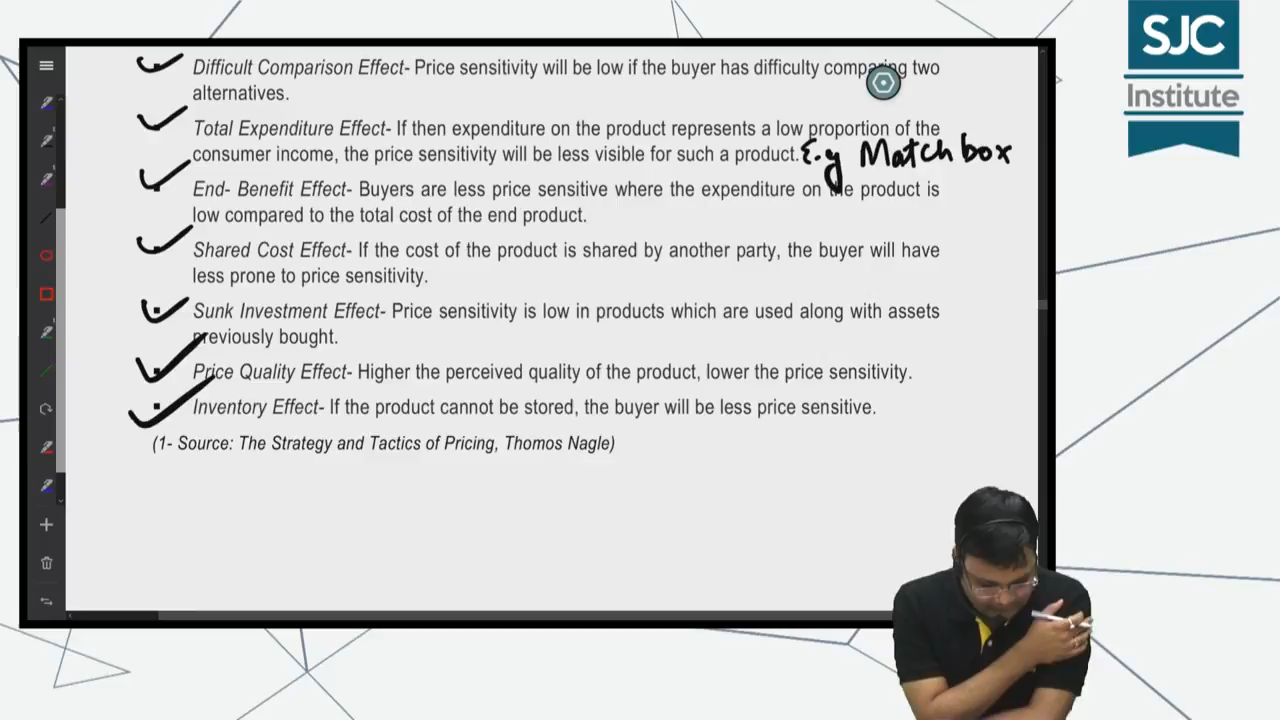 SJC
Institute
Difficult Comparison Effect- Price sensitivity will be low if the buyer has difficulty comparing two
alternatives.
Total Expenditure Effect- If then expenditure on the product represents a low proportion of the
consumer income, the price sensitivity will be less visible for such a product. E.g Match box
End- Benefit Effect- Buyers are less price sensitive where the expenditure on the product is
low compared to the total cost of the end product.
Shared Cost Effect- If the cost of the product is shared by another party, the buyer will have
less prone to price sensitivity.
Sunk Investment Effect- Price sensitivity is low in products which are used along with assets
previously bought.
Price Quality Effect- Higher the perceived quality of the product, lower the price sensitivity.
Inventory Effect- If the product cannot be stored, the buyer will be less price sensitive.
(1- Source: The Strategy and Tactics of Pricing, Thomos Nagle)